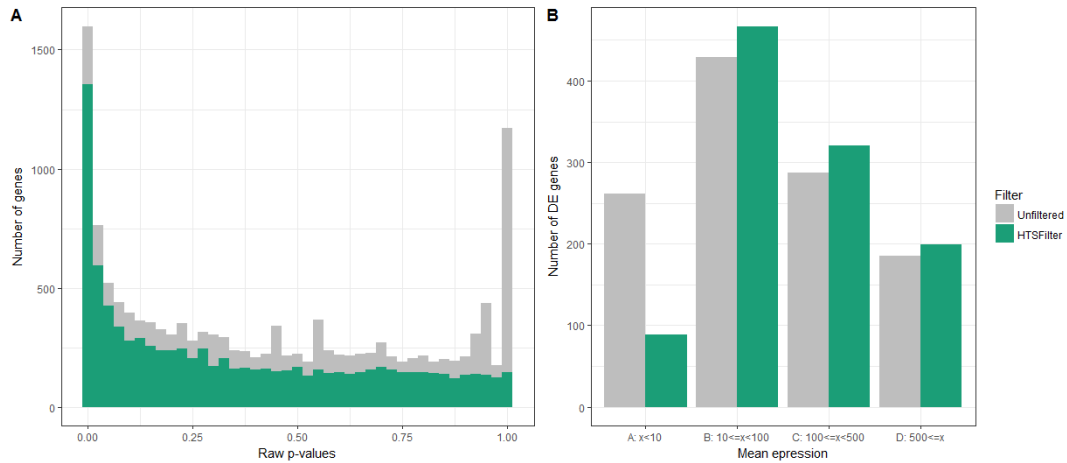 A
Number of genes
1500
1000
500
0
0.00 0.25 0.50 0.75 1.00
Raw p-values
B
Number of DE genes
400
300
200
100
0
A: x<10 B: 10<=x<100 C: 100<=x<500 D: 500<=x
Mean epression
Filter
Unfiltered
HTSFilter